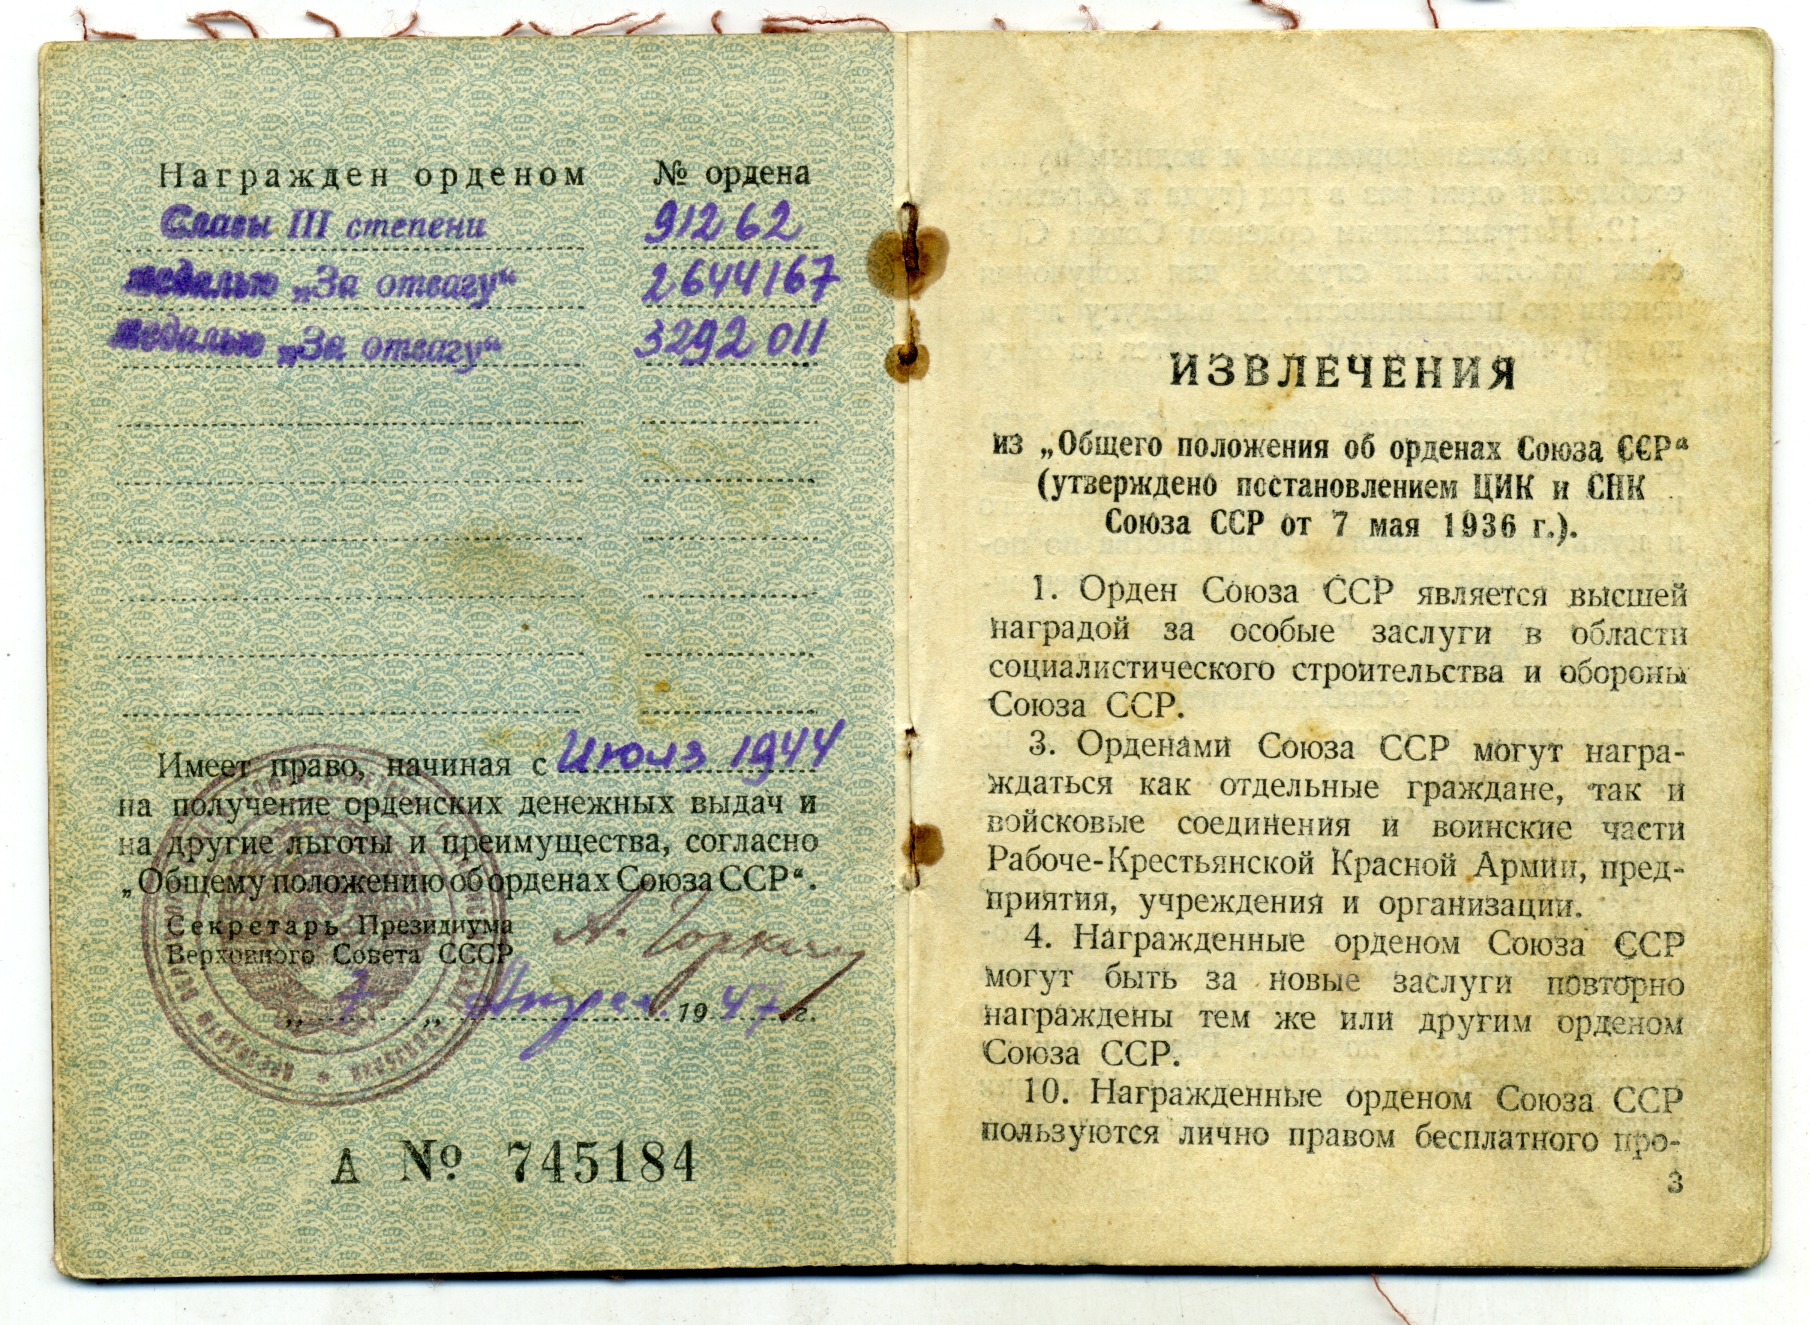 Награжден орденом № ордена
Славы III степени 91262
медалью „За отвагу“ 2644167
медалью „За отвагу“ 3292011
Имеет право, начиная с Июля 1944
на получение орденских денежных выдач и
на другие льготы и преимущества, согласно
„Общему положению об орденах Союза ССР“.
Секретарь Президиума
Верховного Совета СССР
А. Горкин
„ 7 „ Апреля 19 47 г.
А № 745184
ИЗВЛЕЧЕНИЯ
из „Общего положения об орденах Союза ССР“
(утверждено постановлением ЦИК и СНК
Союза ССР от 7 мая 1936 г.).
1. Орден Союза ССР является высшей
наградой за особые заслуги в области
социалистического строительства и обороны
Союза ССР.
3. Орденами Союза ССР могут награ-
ждаться как отдельные граждане, так и
войсковые соединения и воинские части
Рабоче-Крестьянской Красной Армии, пред-
приятия, учреждения и организации.
4. Награжденные орденом Союза ССР
могут быть за новые заслуги повторно
награждены тем же или другим орденом
Союза ССР.
10. Награжденные орденом Союза ССР
пользуются лично правом бесплатного про-
3